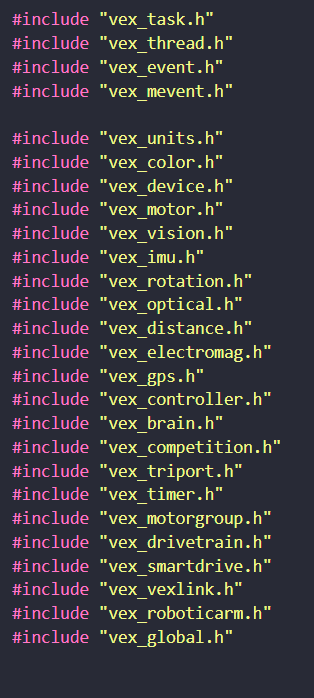 #include "vex_task.h"
#include "vex_thread.h"
#include "vex_event.h"
#include "vex_mevent.h"
#include "vex_units.h"
#include "vex_color.h"
#include "vex_device.h"
#include "vex_motor.h"
#include "vex_vision.h"
#include "vex_imu.h"
#include "vex_rotation.h"
#include "vex_optical.h"
#include "vex_distance.h"
#include "vex_electromag.h"
#include "vex_gps.h"
#include "vex_controller.h"
#include "vex_brain.h"
#include "vex_competition.h"
#include "vex_triport.h"
#include "vex_timer.h"
#include "vex_motorgroup.h"
#include "vex_drivetrain.h"
#include "vex_smartdrive.h"
#include "vex_vexlink.h"
#include "vex_roboticarm.h"
#include "vex_global.h"